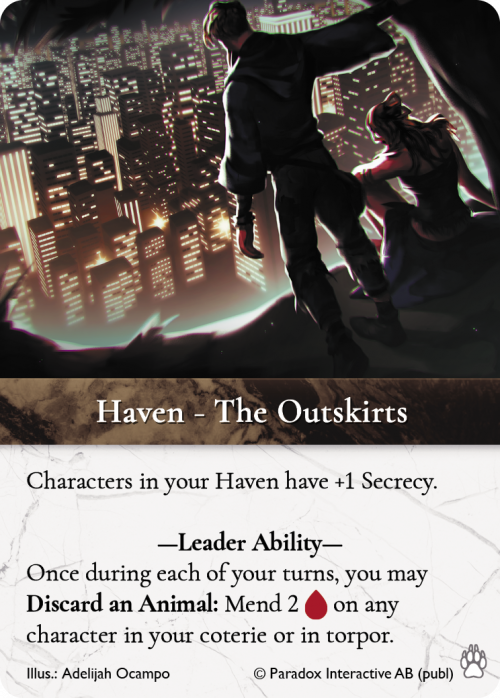 Haven - The Outskirts
Characters in your Haven have +1 Secrecy.
—Leader Ability—
Once during each of your turns, you may
Discard an Animal: Mend 2 on any
character in your coterie or in torpor.
Illus.: Adelijah Ocampo © Paradox Interactive AB (publ)